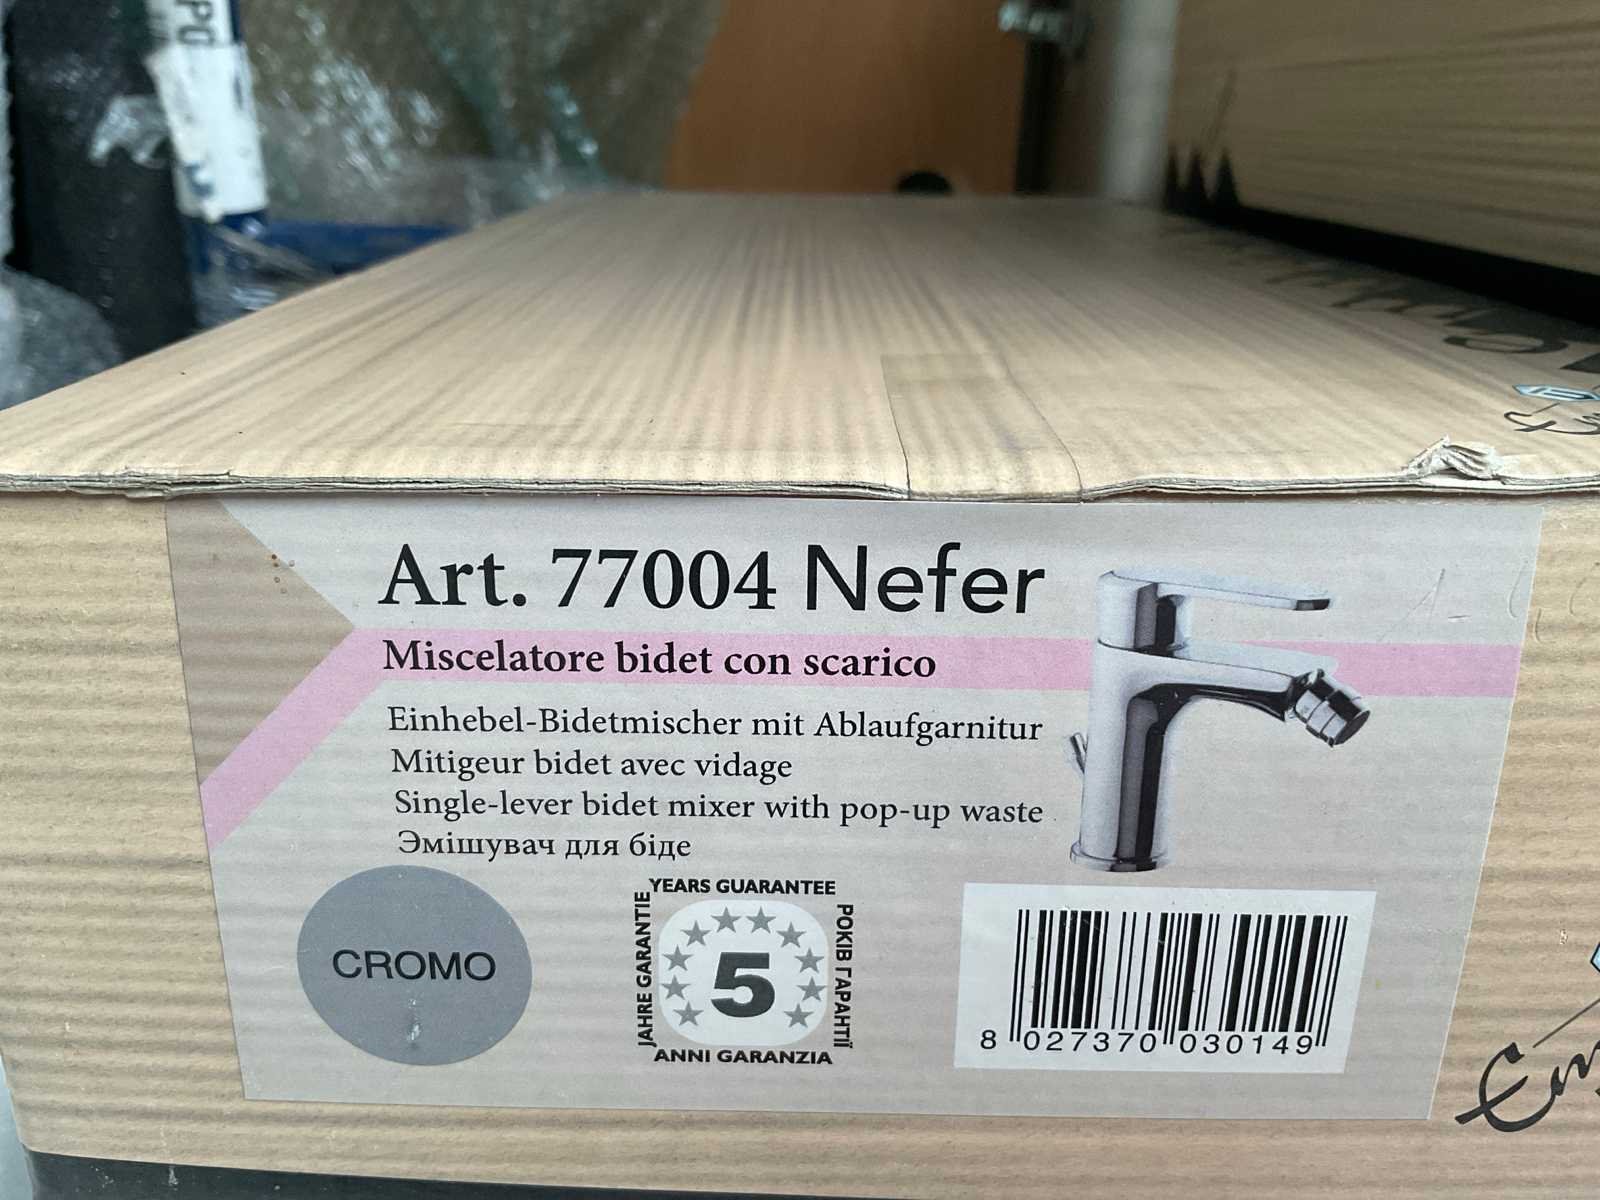 Art. 77004 Nefer
Miscelatore bidet con scarico
Einhebel-Bidetmischer mit Ablaufgarnitur
Mitigeur bidet avec vidage
Single-lever bidet mixer with pop-up waste
Эмішувач для біде
CROMO
YEARS GUARANTEE
JAHRE GARANTIE
5
РОКІВ ГАРАНТІЇ
ANNI GARANZIA
8 027370 030149